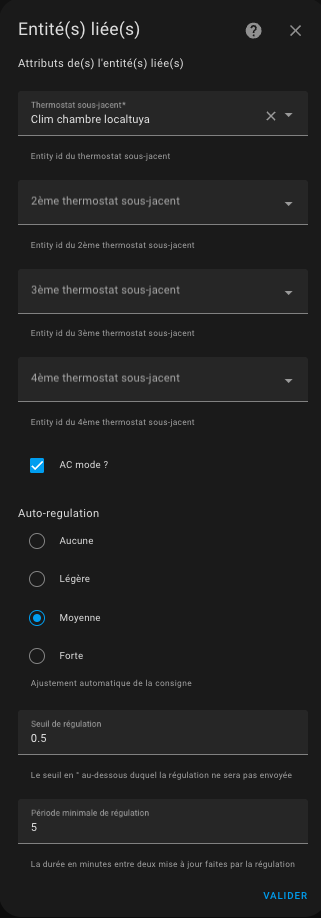 Entité(s) liée(s)
Attributs de(s) l'entité(s) liée(s)
Thermostat sous-jacent*
Clim chambre localtuya
Entity id du thermostat sous-jacent
2ème thermostat sous-jacent
Entity id du 2ème thermostat sous-jacent
3ème thermostat sous-jacent
Entity id du 3ème thermostat sous-jacent
4ème thermostat sous-jacent
Entity id du 4ème thermostat sous-jacent
AC mode ?
Auto-regulation
Aucune
Légère
Moyenne
Forte
Ajustement automatique de la consigne
Seuil de régulation
0.5
Le seuil en ° au-dessous duquel la régulation ne sera pas envoyée
Période minimale de régulation
5
La durée en minutes entre deux mise à jour faites par la régulation
VALIDER